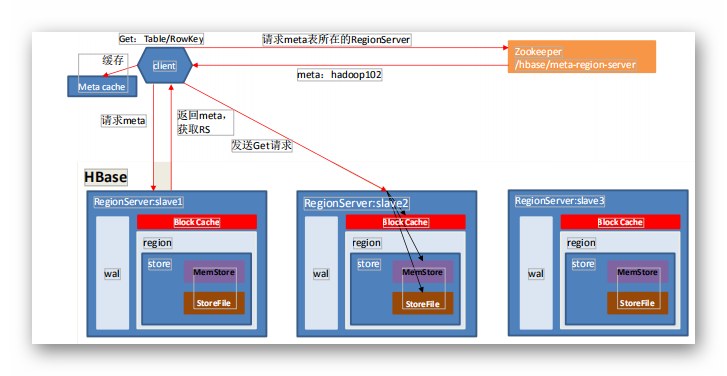 Get：Table/RowKey
请求meta表所在的RegionServer
缓存
client
Zookeeper
/hbase/meta-region-server
Meta cache
meta：hadoop102
请求meta
返回meta，
获取RS
发送Get请求
HBase
RegionServer:slave1
RegionServer:slave2
RegionServer:slave3
Block Cache
Block Cache
Block Cache
region
region
region
wal
store
MemStore
StoreFile
wal
store
MemStore
StoreFile
wal
store
MemStore
StoreFile